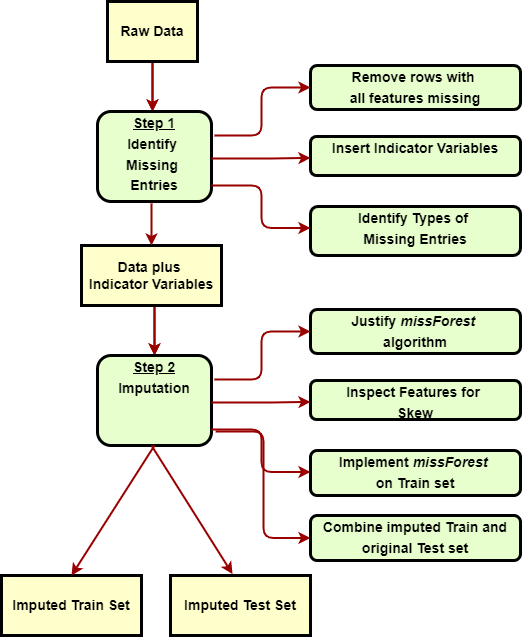 Raw Data
Step 1
Identify
Missing
Entries
Remove rows with
all features missing
Insert Indicator Variables
Identify Types of
Missing Entries
Data plus
Indicator Variables
Step 2
Imputation
Justify missForest
algorithm
Inspect Features for
Skew
Implement missForest
on Train set
Combine imputed Train and
original Test set
Imputed Train Set
Imputed Test Set